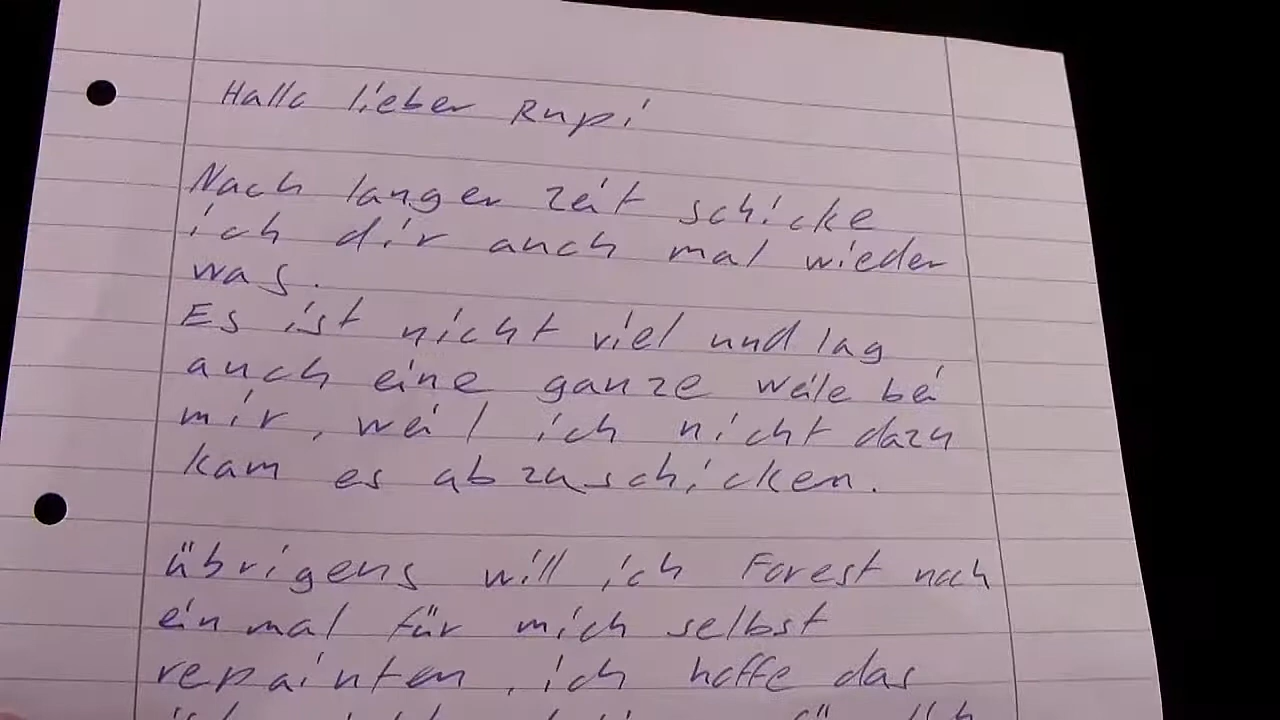 Hallo lieber Rupi
Nach langer zeit schicke
ich dir auch mal wieder
was.
Es ist nicht viel und lag
auch eine ganze weile bei
mir, weil ich nicht dazu
kam es abzuschicken.
übrigens will ich Forest noch
ein mal für mich selbst
repainten, ich hoffe das